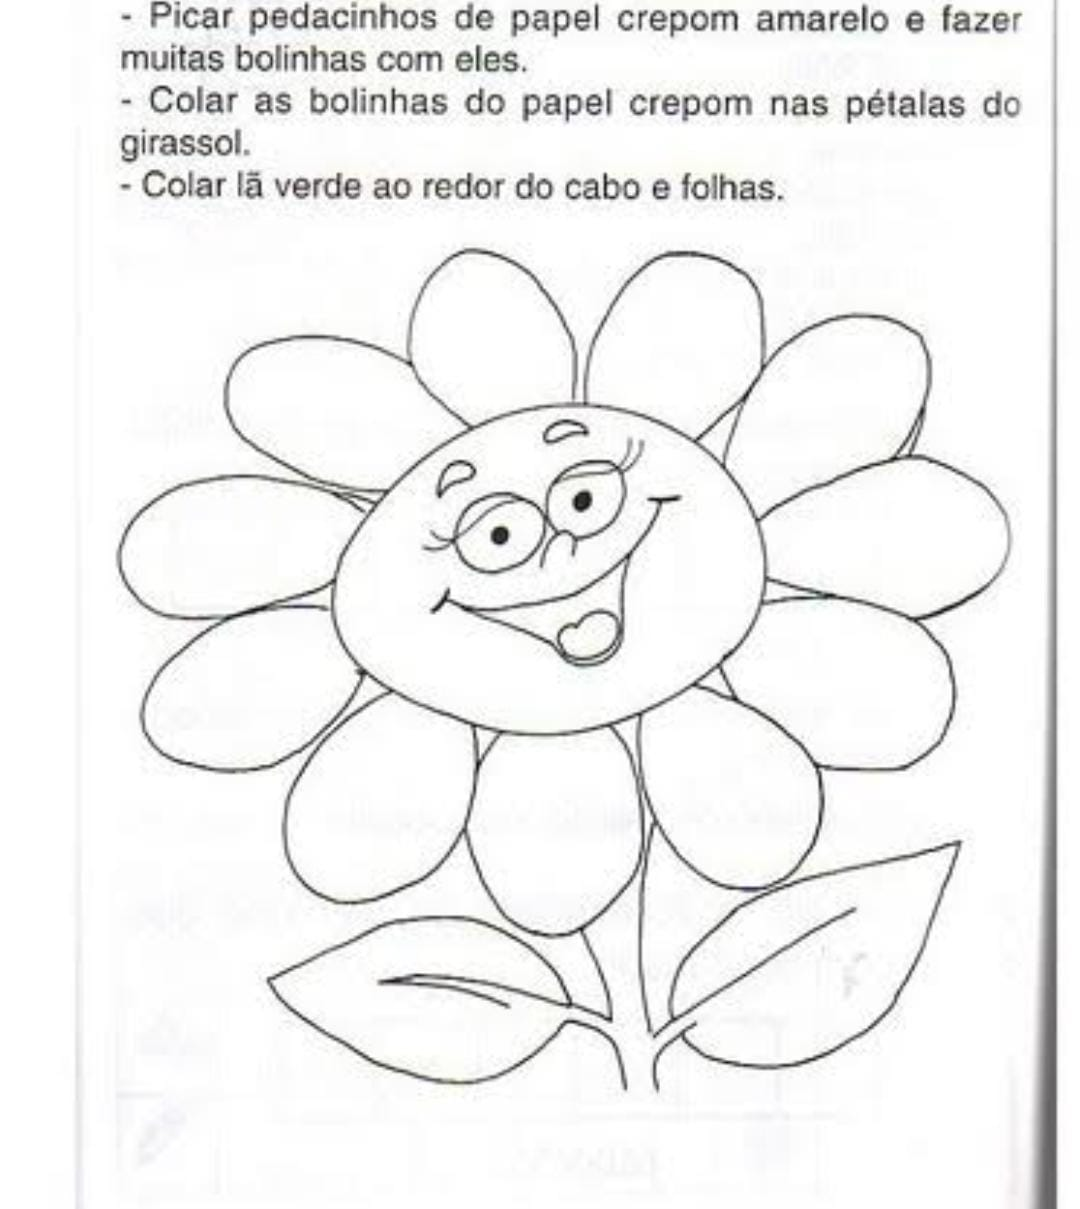 - Picar pedacinhos de papel crepom amarelo e fazer
muitas bolinhas com eles.
- Colar as bolinhas do papel crepom nas pétalas do
girassol.
- Colar lã verde ao redor do cabo e folhas.